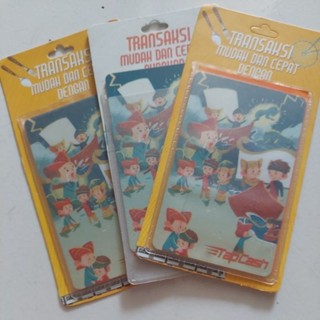 TRANSAKSI
MUDAH DAN CEPAT
DENGAN
TRANSAKSI
MUDAH DAN CEPAT
TRANSAKSI
MUDAH DAN CEPAT
DENGAN
TapCash